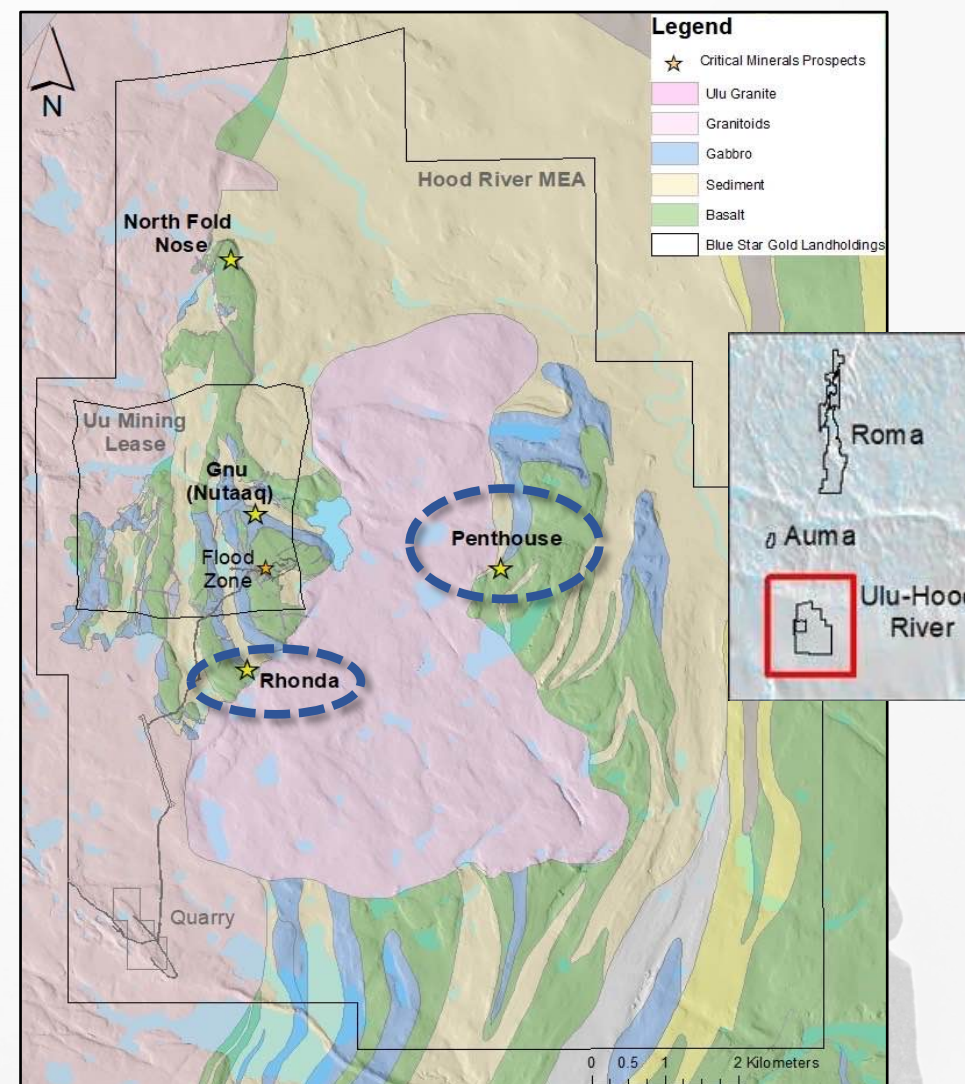 Legend
Critical Minerals Prospects
Ulu Granite
Granitoids
Gabbro
Sediment
Basalt
Blue Star Gold Landholdings
N
Hood River MEA
North Fold
Nose
Uu Mining
Lease
Gnu
(Nutaaq)
Flood
Zone
Penthouse
Rhonda
Quarry
Roma
Auma
Ulu-Hood
River
0 0.5 1 2 Kilometers